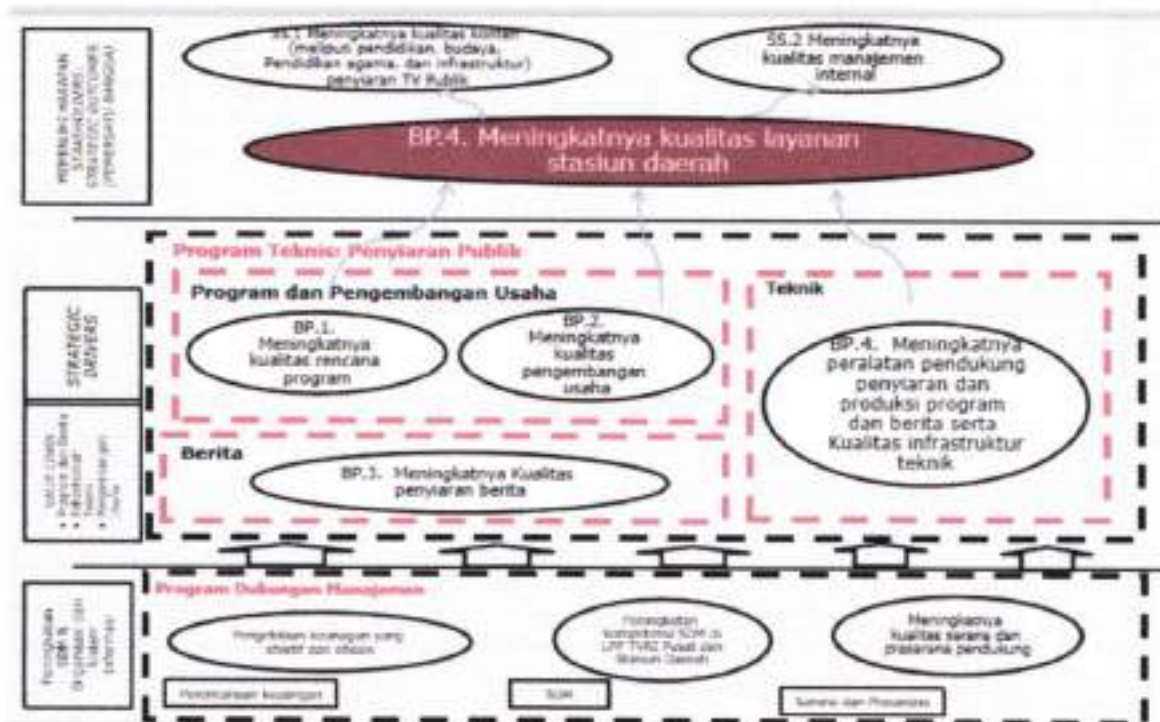 SS.1 Meningkatnya kualitas konten
(meliputi pendidikan, budaya,
Pendidikan agama, dan infrastruktur)
penyiaran TV Publik
SS.2 Meningkatnya
kualitas manajemen
internal
BP.4. Meningkatnya kualitas layanan
stasiun daerah
STAKEHOLDERS
STRATEGIC OUTCOMES
Program Teknis: Penyiaran Publik
Program dan Pengembangan Usaha
BP.1.
Meningkatnya
kualitas rencana
program
BP.2.
Meningkatnya
kualitas
pengembangan
usaha
Teknik
BP.4. Meningkatnya
peralatan pendukung
penyiaran dan
produksi program
dan berita serta
Kualitas infrastruktur
teknik
STRATEGIC
DRIVERS
Berita
BP.3. Meningkatnya Kualitas
penyiaran berita
Program Dukungan Manajemen
keuangan yang
efektif dan efisien
Peningkatan
kompetensi SDM di
LPP TVRI Pusat dan
Stasiun Daerah
Meningkatnya
kualitas sarana dan
prasarana pendukung
Perencanaan keuangan
SDM
Sarana dan Prasarana